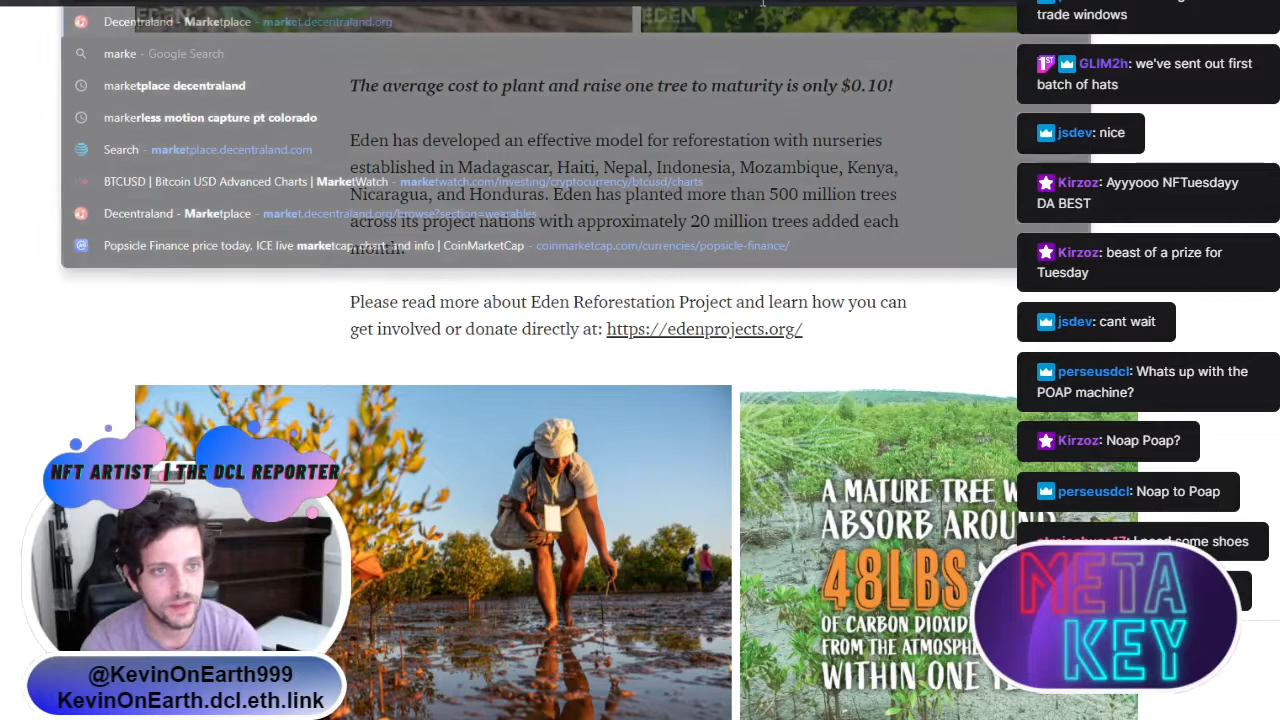 EDEN
EDEN
Decentraland - Marketplace - market.decentraland.org
marke - Google Search
marketplace decentraland
markerless motion capture pt colorado
Search - marketplace.decentraland.com
BTCUSD | Bitcoin USD Advanced Charts | MarketWatch - marketwatch.com/investing/cryptocurrency/btcusd/charts
Decentraland - Marketplace - market.decentraland.org/browse?section=wearables
Popsicle Finance price today, ICE live marketcap, chart, and info | CoinMarketCap - coinmarketcap.com/currencies/popsicle-finance/
The average cost to plant and raise one tree to maturity is only $0.10!
Eden has developed an effective model for reforestation with nurseries
established in Madagascar, Haiti, Nepal, Indonesia, Mozambique, Kenya,
Nicaragua, and Honduras. Eden has planted more than 500 million trees
across its project nations with approximately 20 million trees added each
month.
Please read more about Eden Reforestation Project and learn how you can
get involved or donate directly at: https://edenprojects.org/
A MATURE TREE
ABSORB AROUND
48LBS
OF CARBON
FROM THE
WITHIN ONE
trade windows
1ST GLIM2h: we've sent out first
batch of hats
jsdev: nice
Kirzoz: Ayyyooo NFTuesdayy
DA BEST
Kirzoz: beast of a prize for
Tuesday
jsdev: cant wait
perseusdcl: Whats up with the
POAP machine?
Kirzoz: Noap Poap?
perseusdcl: Noap to Poap
I need some shoes
META
KEY
NFT ARTIST | THE DCL REPORTER
@KevinOnEarth999
KevinOnEarth.dcl.eth.link